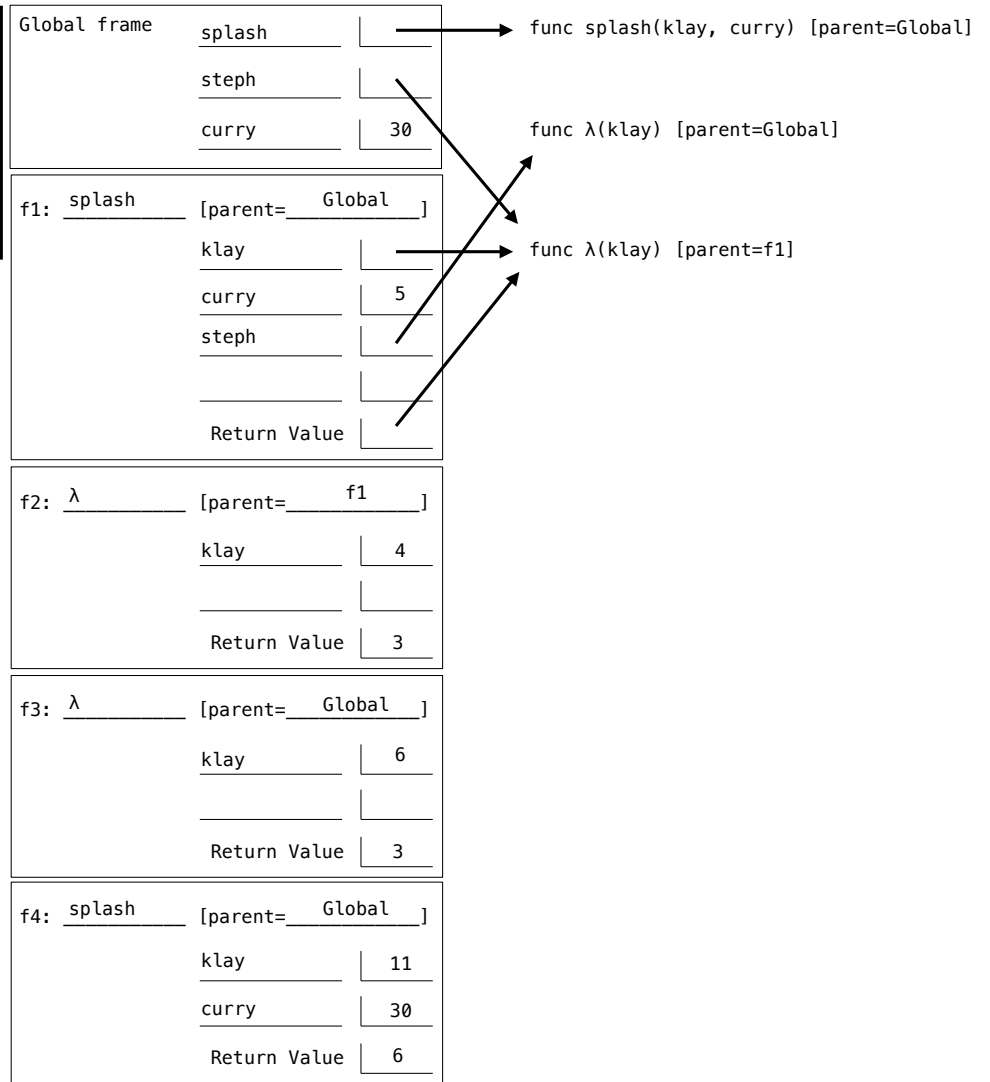 Global frame
splash
func splash(klay, curry) [parent=Global]
steph
curry 30
func λ(klay) [parent=Global]
f1: splash [parent=Global]
klay
func λ(klay) [parent=f1]
curry 5
steph
Return Value
f2: λ [parent=f1]
klay 4
Return Value 3
f3: λ [parent=Global]
klay 6
Return Value 3
f4: splash [parent=Global]
klay 11
curry 30
Return Value 6